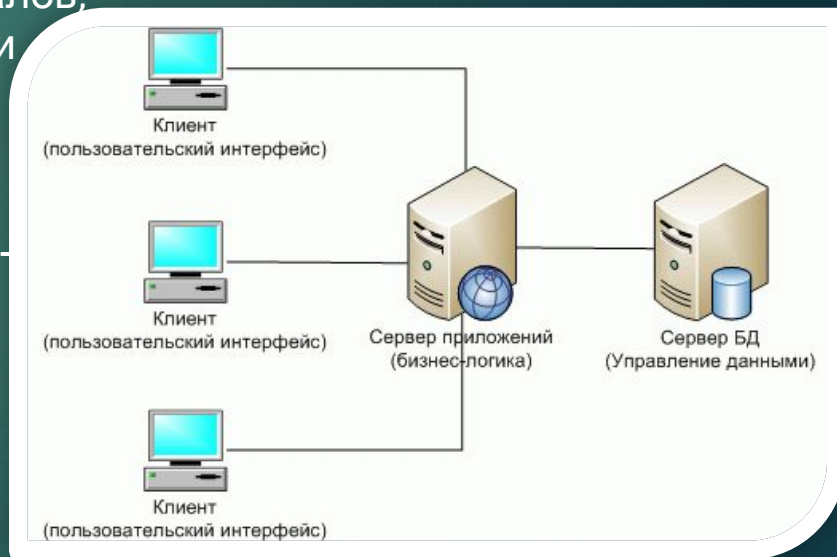 и
-
Клиент
(пользовательский интерфейс)
Клиент
(пользовательский интерфейс)
Сервер приложений
(бизнес-логика)
Сервер БД
(Управление данными)
Клиент
(пользовательский интерфейс)